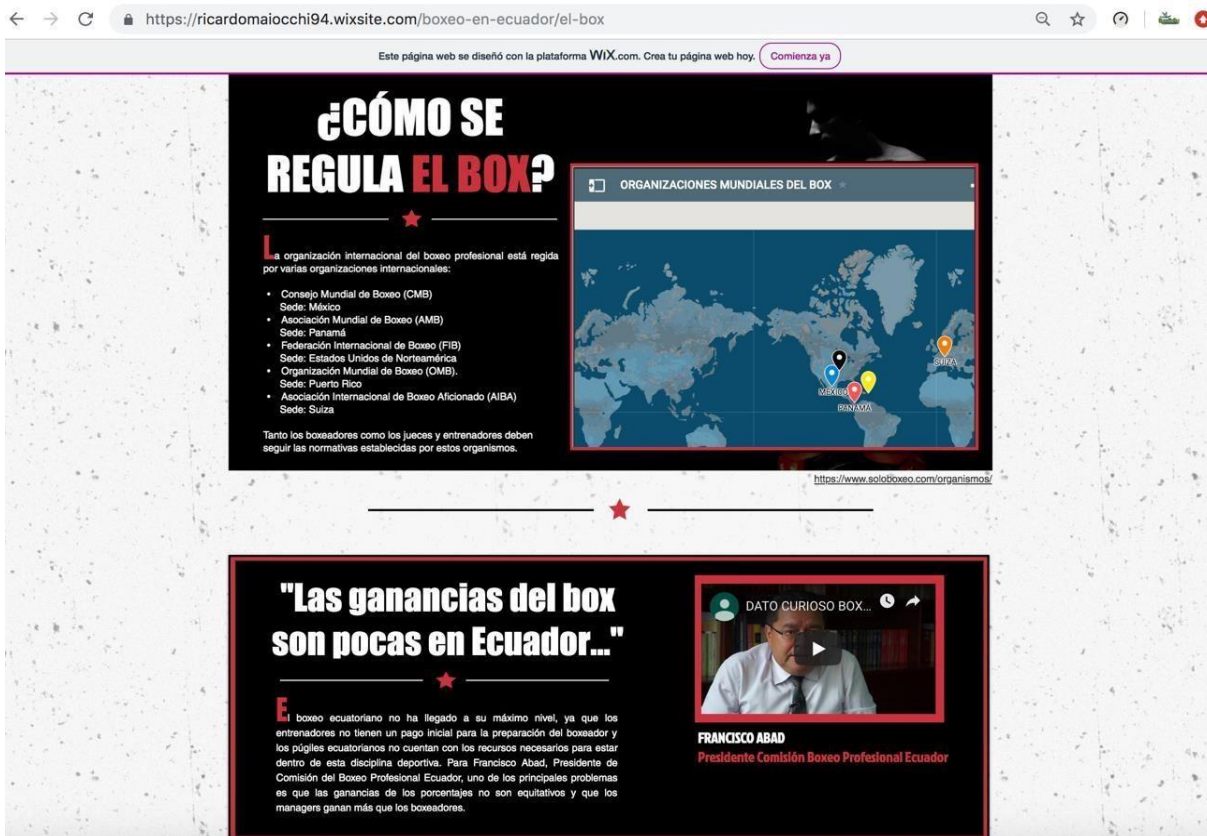 https://ricardomaiocchi94.wixsite.com/boxeo-en-ecuador/el-box
Este página web se diseñó con la plataforma WiX.com. Crea tu página web hoy. Comienza ya
¿CÓMO SE
REGULA EL BOX?
La organización internacional del boxeo profesional está regida
por varias organizaciones internacionales:
• Consejo Mundial de Boxeo (CMB)
Sede: México
• Asociación Mundial de Boxeo (AMB)
Sede: Panamá
• Federación Internacional de Boxeo (FIB)
Sede: Estados Unidos de Norteamérica
• Organización Mundial de Boxeo (OMB).
Sede: Puerto Rico
• Asociación Internacional de Boxeo Aficionado (AIBA)
Sede: Suiza
Tanto los boxeadores como los jueces y entrenadores deben
seguir las normativas establecidas por estos organismos.
ORGANIZACIONES MUNDIALES DEL BOX
SUIZA
MÉXICO
PANAMÁ
https://www.soloboxeo.com/organismos/
"Las ganancias del box
son pocas en Ecuador..."
El boxeo ecuatoriano no ha llegado a su máximo nivel, ya que los
entrenadores no tienen un pago inicial para la preparación del boxeador y
los púgiles ecuatorianos no cuentan con los recursos necesarios para estar
dentro de esta disciplina deportiva. Para Francisco Abad, Presidente de
Comisión del Boxeo Profesional Ecuador, uno de los principales problemas
es que las ganancias de los porcentajes no son equitativos y que los
managers ganan más que los boxeadores.
DATO CURIOSO BOX...
FRANCISCO ABAD
Presidente Comisión Boxeo Profesional Ecuador